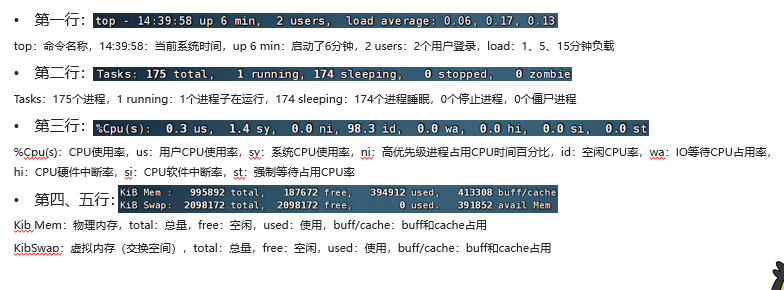 • 第一行：top - 14:39:58 up 6 min,  2 users,  load average: 0.06, 0.17, 0.13
top：命令名称，14:39:58：当前系统时间，up 6 min：启动了6分钟，2 users：2个用户登录，load：1、5、15分钟负载
• 第二行：Tasks: 175 total,   1 running, 174 sleeping,   0 stopped,   0 zombie
Tasks：175个进程，1 running：1个进程子在运行，174 sleeping：174个进程睡眠，0个停止进程，0个僵尸进程
• 第三行：%Cpu(s):  0.3 us,  1.4 sy,  0.0 ni, 98.3 id,  0.0 wa,  0.0 hi,  0.0 si,  0.0 st
%Cpu(s)：CPU使用率，us：用户CPU使用率，sy：系统CPU使用率，ni：高优先级进程占用CPU时间百分比，id：空闲CPU率，wa：IO等待CPU占用率，
hi：CPU硬件中断率，si：CPU软件中断率，st：强制等待占用CPU率
• 第四、五行：KiB Mem :   995892 total,   187672 free,   394912 used,   413308 buff/cache
KiB Swap:  2098172 total,  2098172 free,        0 used.   391852 avail Mem
Kib Mem：物理内存，total：总量，free：空闲，used：使用，buff/cache：buff和cache占用
KibSwap：虚拟内存（交换空间），total：总量，free：空闲，used：使用，buff/cache：buff和cache占用